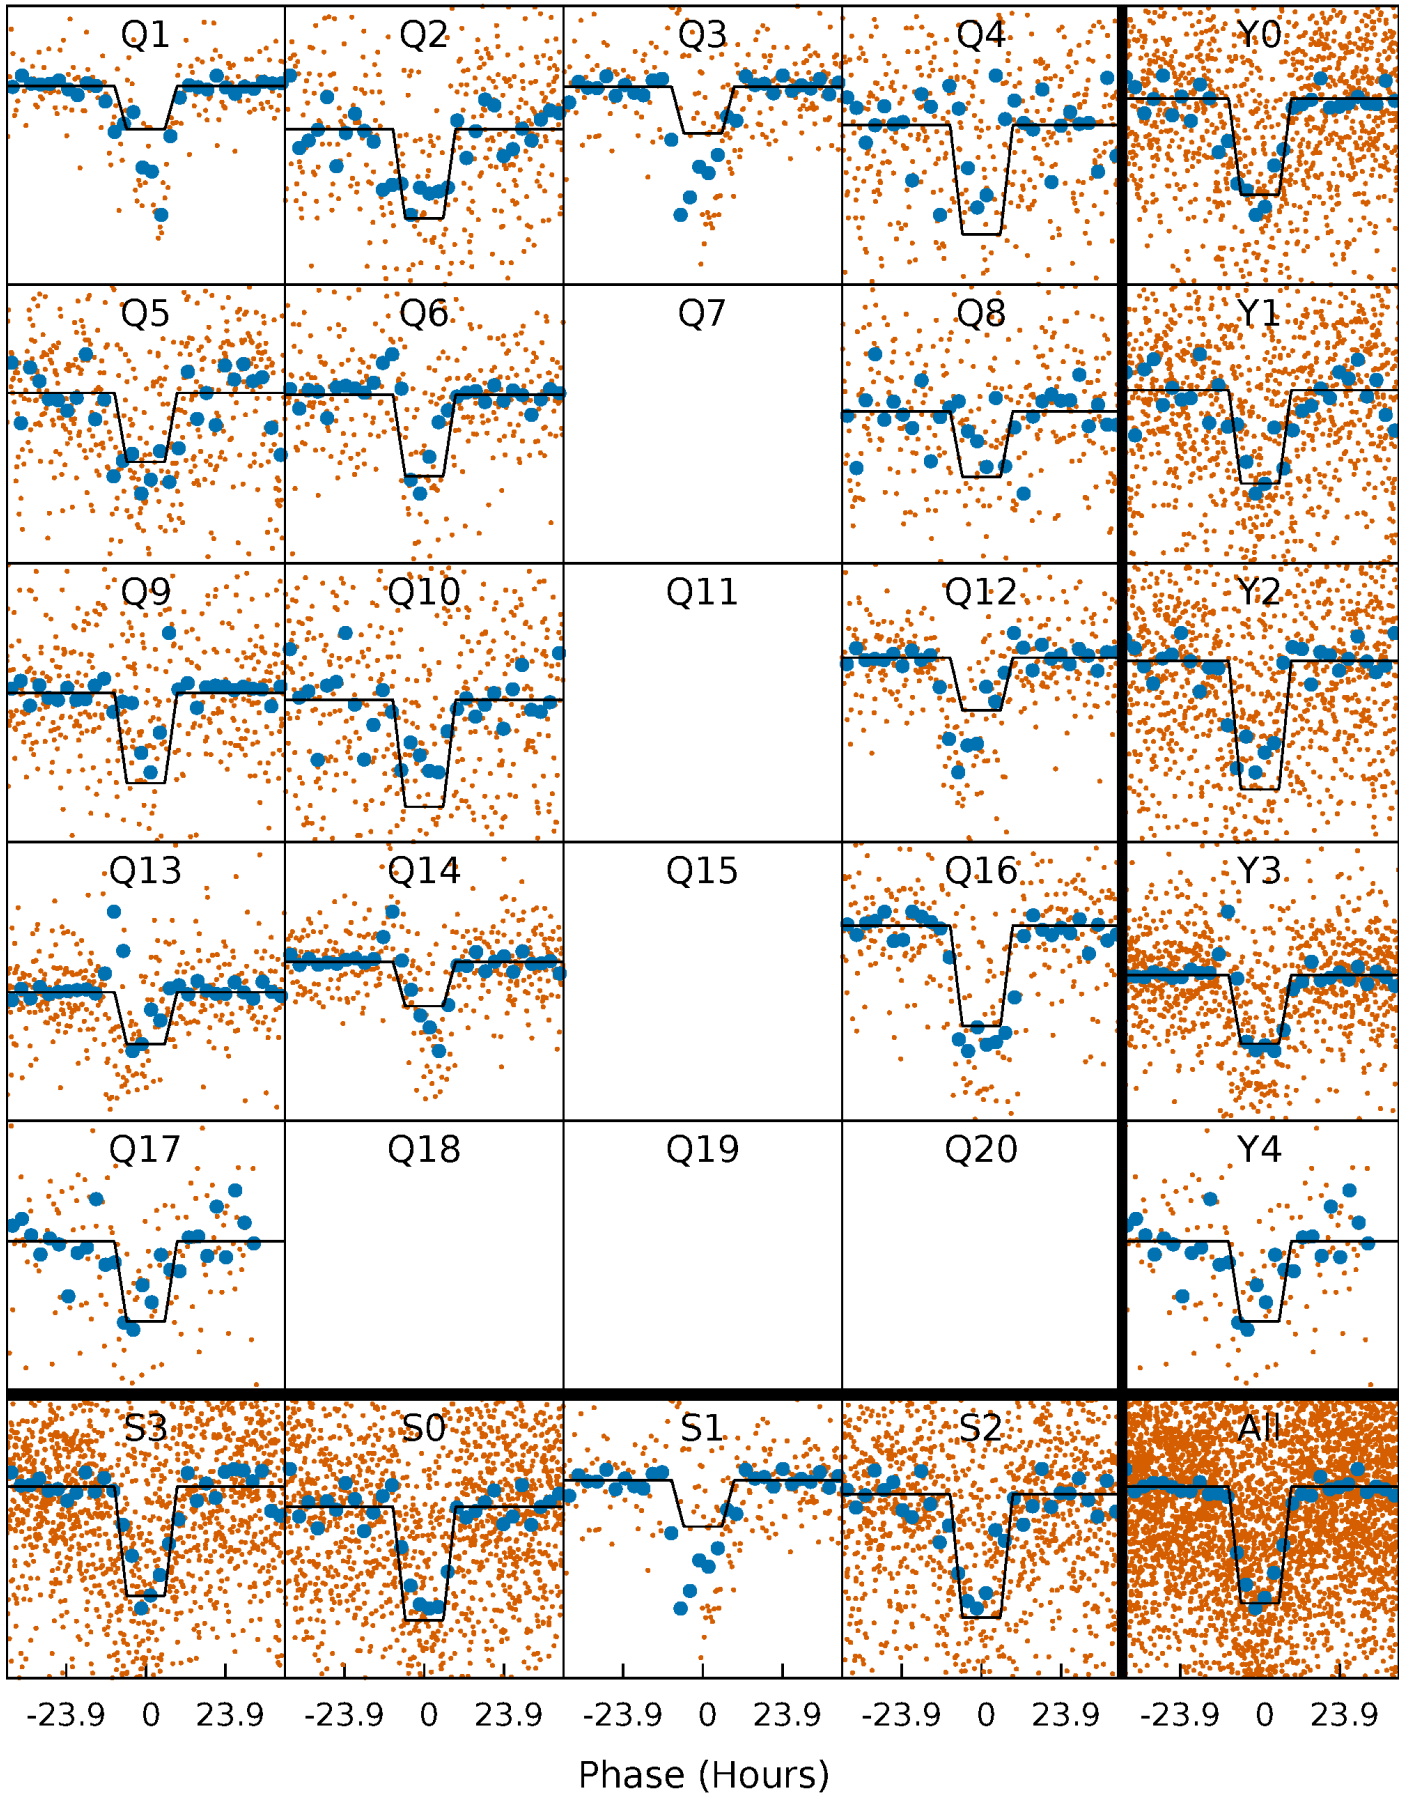 Q1 Q2 Q3 Q4 Y0
Q5 Q6 Q7 Q8 Y1
Q9 Q10 Q11 Q12 Y2
Q13 Q14 Q15 Q16 Y3
Q17 Q18 Q19 Q20 Y4
S3 S0 S1 S2 All
-23.9 0 23.9 -23.9 0 23.9 -23.9 0 23.9 -23.9 0 23.9 -23.9 0 23.9
Phase (Hours)